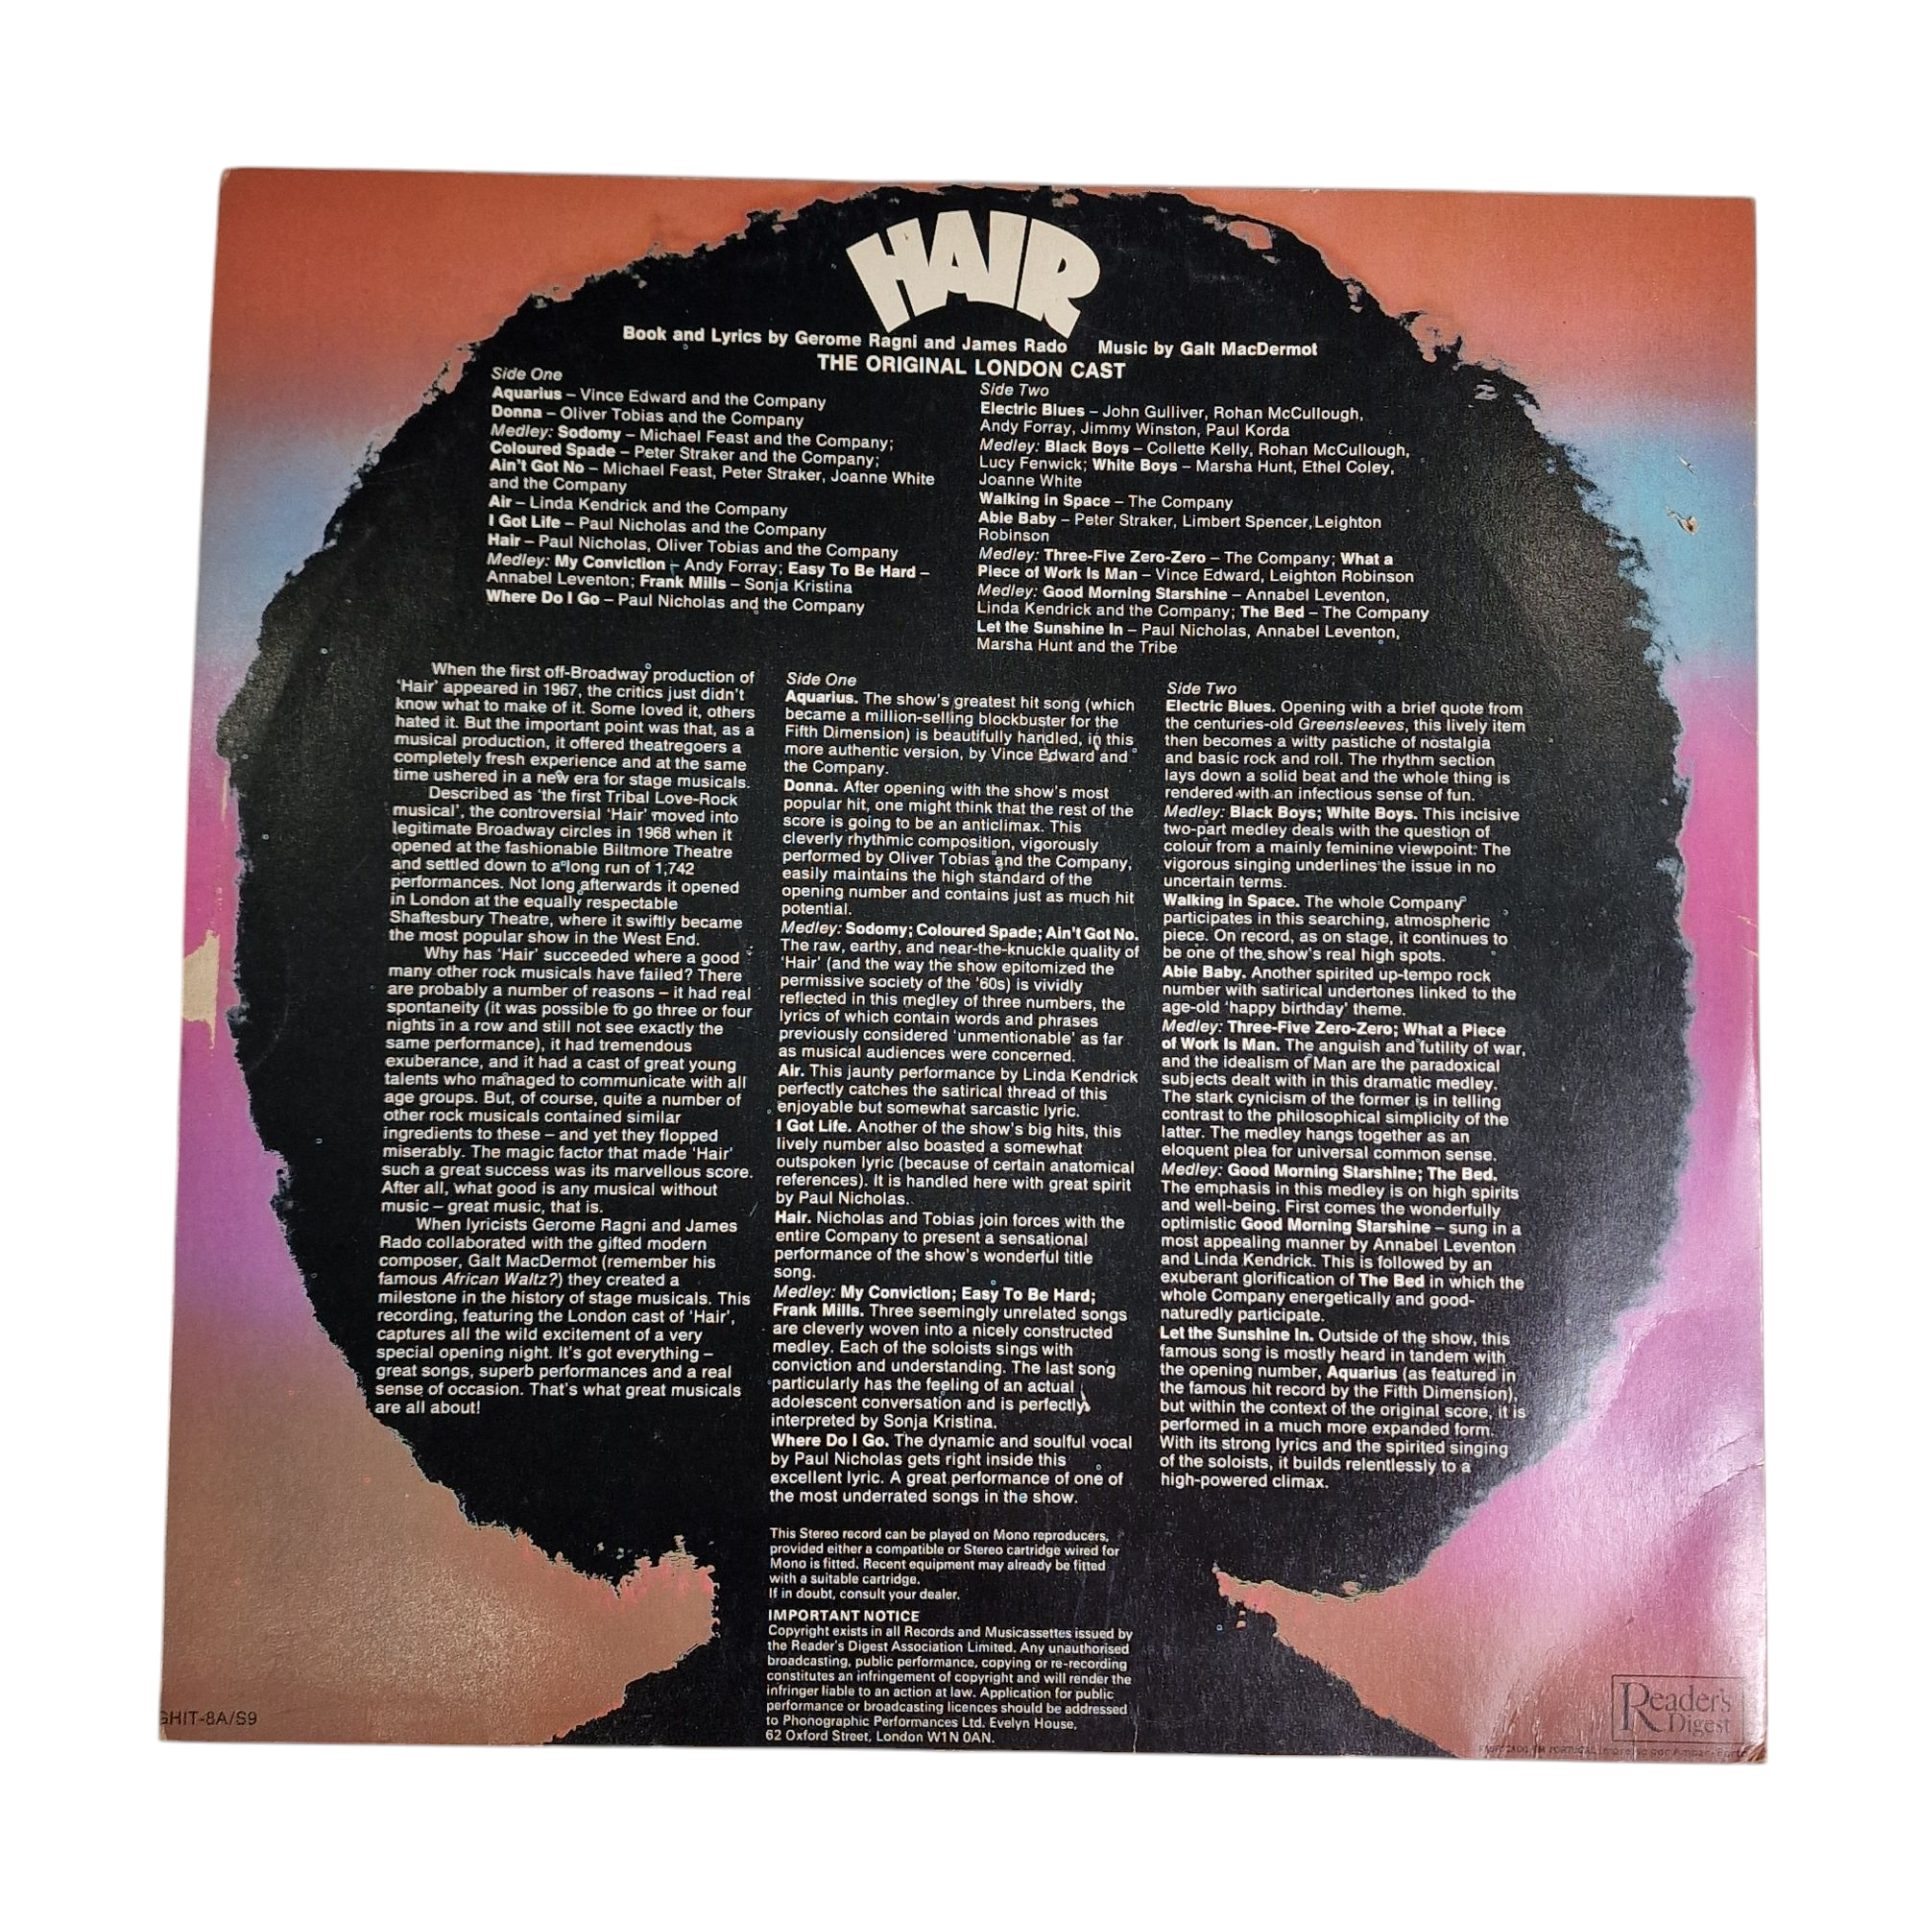 HAIR
Book and Lyrics by Gerome Ragni and James Rado Music by Galt MacDermot
THE ORIGINAL LONDON CAST
Side One
Aquarius – Vince Edward and the Company
Donna – Oliver Tobias and the Company
Medley: Sodomy – Michael Feast and the Company;
Coloured Spade – Peter Straker and the Company;
Ain't Got No – Michael Feast, Peter Straker, Joanne White
and the Company
Air – Linda Kendrick and the Company
I Got Life – Paul Nicholas and the Company
Hair – Paul Nicholas, Oliver Tobias and the Company
Medley: My Conviction – Andy Forray; Easy To Be Hard –
Annabel Leventon; Frank Mills – Sonja Kristina
Where Do I Go – Paul Nicholas and the Company
Side Two
Electric Blues – John Gulliver, Rohan McCullough,
Andy Forray, Jimmy Winston, Paul Korda
Medley: Black Boys – Collette Kelly, Rohan McCullough,
Lucy Fenwick; White Boys – Marsha Hunt, Ethel Coley,
Joanne White
Walking in Space – The Company
Abie Baby – Peter Straker, Limbert Spencer, Leighton
Robinson
Medley: Three-Five Zero-Zero – The Company; What a
Piece of Work Is Man – Vince Edward, Leighton Robinson
Medley: Good Morning Starshine – Annabel Leventon,
Linda Kendrick and the Company; The Bed – The Company
Let the Sunshine In – Paul Nicholas, Annabel Leventon,
Marsha Hunt and the Tribe
When the first off-Broadway production of
'Hair' appeared in 1967, the critics just didn't
know what to make of it. Some loved it, others
hated it. But the important point was that, as a
musical production, it offered theatregoers a
completely fresh experience and at the same
time ushered in a new era for stage musicals.
Described as 'the first Tribal Love-Rock
musical', the controversial 'Hair' moved into
legitimate Broadway circles in 1968 when it
opened at the fashionable Biltmore Theatre
and settled down to a long run of 1,742
performances. Not long afterwards it opened
in London at the equally respectable
Shaftesbury Theatre, where it swiftly became
the most popular show in the West End.
Why has 'Hair' succeeded where a good
many other rock musicals have failed? There
are probably a number of reasons – it had real
spontaneity (it was possible to go three or four
nights in a row and still not see exactly the
same performance), it had tremendous
exuberance, and it had a cast of great young
talents who managed to communicate with all
age groups. But, of course, quite a number of
other rock musicals contained similar
ingredients to these – and yet they flopped
miserably. The magic factor that made 'Hair'
such a great success was its marvellous score.
After all, what good is any musical without
music – great music, that is.
When lyricists Gerome Ragni and James
Rado collaborated with the gifted modern
composer, Galt MacDermot (remember his
famous African Waltz?) they created a
milestone in the history of stage musicals. This
recording, featuring the London cast of 'Hair',
captures all the wild excitement of a very
special opening night. It's got everything –
great songs, superb performances and a real
sense of occasion. That's what great musicals
are all about!
Side One
Aquarius. The show's greatest hit song (which
became a million-selling blockbuster for the
Fifth Dimension) is beautifully handled, in this
more authentic version, by Vince Edward and
the Company.
Donna. After opening with the show's most
popular hit, one might think that the rest of the
score is going to be an anticlimax. This
cleverly rhythmic composition, vigorously
performed by Oliver Tobias and the Company,
easily maintains the high standard of the
opening number and contains just as much hit
potential.
Medley: Sodomy; Coloured Spade; Ain't Got No.
The raw, earthy, and near-the-knuckle quality of
'Hair' (and the way the show epitomized the
permissive society of the '60s) is vividly
reflected in this medley of three numbers, the
lyrics of which contain words and phrases
previously considered 'unmentionable' as far
as musical audiences were concerned.
Air. This jaunty performance by Linda Kendrick
perfectly catches the satirical thread of this
enjoyable but somewhat sarcastic lyric.
I Got Life. Another of the show's big hits, this
lively number also boasted a somewhat
outspoken lyric (because of certain anatomical
references). It is handled here with great spirit
by Paul Nicholas.
Hair. Nicholas and Tobias join forces with the
entire Company to present a sensational
performance of the show's wonderful title
song.
Medley: My Conviction; Easy To Be Hard;
Frank Mills. Three seemingly unrelated songs
are cleverly woven into a nicely constructed
medley. Each of the soloists sings with
conviction and understanding. The last song
particularly has the feeling of an actual
adolescent conversation and is perfectly
interpreted by Sonja Kristina.
Where Do I Go. The dynamic and soulful vocal
by Paul Nicholas gets right inside this
excellent lyric. A great performance of one of
the most underrated songs in the show.
Side Two
Electric Blues. Opening with a brief quote from
the centuries-old Greensleeves, this lively item
then becomes a witty pastiche of nostalgia
and basic rock and roll. The rhythm section
lays down a solid beat and the whole thing is
rendered with an infectious sense of fun.
Medley: Black Boys; White Boys. This incisive
two-part medley deals with the question of
colour from a mainly feminine viewpoint. The
vigorous singing underlines the issue in no
uncertain terms.
Walking in Space. The whole Company
participates in this searching, atmospheric
piece. On record, as on stage, it continues to
be one of the show's real high spots.
Abie Baby. Another spirited up-tempo rock
number with satirical undertones linked to the
age-old 'happy birthday' theme.
Medley: Three-Five Zero-Zero; What a Piece
of Work Is Man. The anguish and futility of war,
and the idealism of Man are the paradoxical
subjects dealt with in this dramatic medley.
The stark cynicism of the former is in telling
contrast to the philosophical simplicity of the
latter. The medley hangs together as an
eloquent plea for universal common sense.
Medley: Good Morning Starshine; The Bed.
The emphasis in this medley is on high spirits
and well-being. First comes the wonderfully
optimistic Good Morning Starshine – sung in a
most appealing manner by Annabel Leventon
and Linda Kendrick. This is followed by an
exuberant glorification of The Bed in which the
whole Company energetically and good-
naturedly participate.
Let the Sunshine In. Outside of the show, this
famous song is mostly heard in tandem with
the opening number, Aquarius (as featured in
the famous hit record by the Fifth Dimension),
but within the context of the original score, it is
performed in a much more expanded form.
With its strong lyrics and the spirited singing
of the soloists, it builds relentlessly to a
high-powered climax.
This Stereo record can be played on Mono reproducers,
provided either a compatible or Stereo cartridge wired for
Mono is fitted. Recent equipment may already be fitted
with a suitable cartridge.
If in doubt, consult your dealer.
IMPORTANT NOTICE
Copyright exists in all Records and Musicassettes issued by
the Reader's Digest Association Limited. Any unauthorised
broadcasting, public performance, copying or re-recording
constitutes an infringement of copyright and will render the
infringer liable to an action at law. Application for public
performance or broadcasting licences should be addressed
to Phonographic Performances Ltd. Evelyn House,
62 Oxford Street, London W1N 0AN.
GHIT-8A/S9
Reader's
Digest